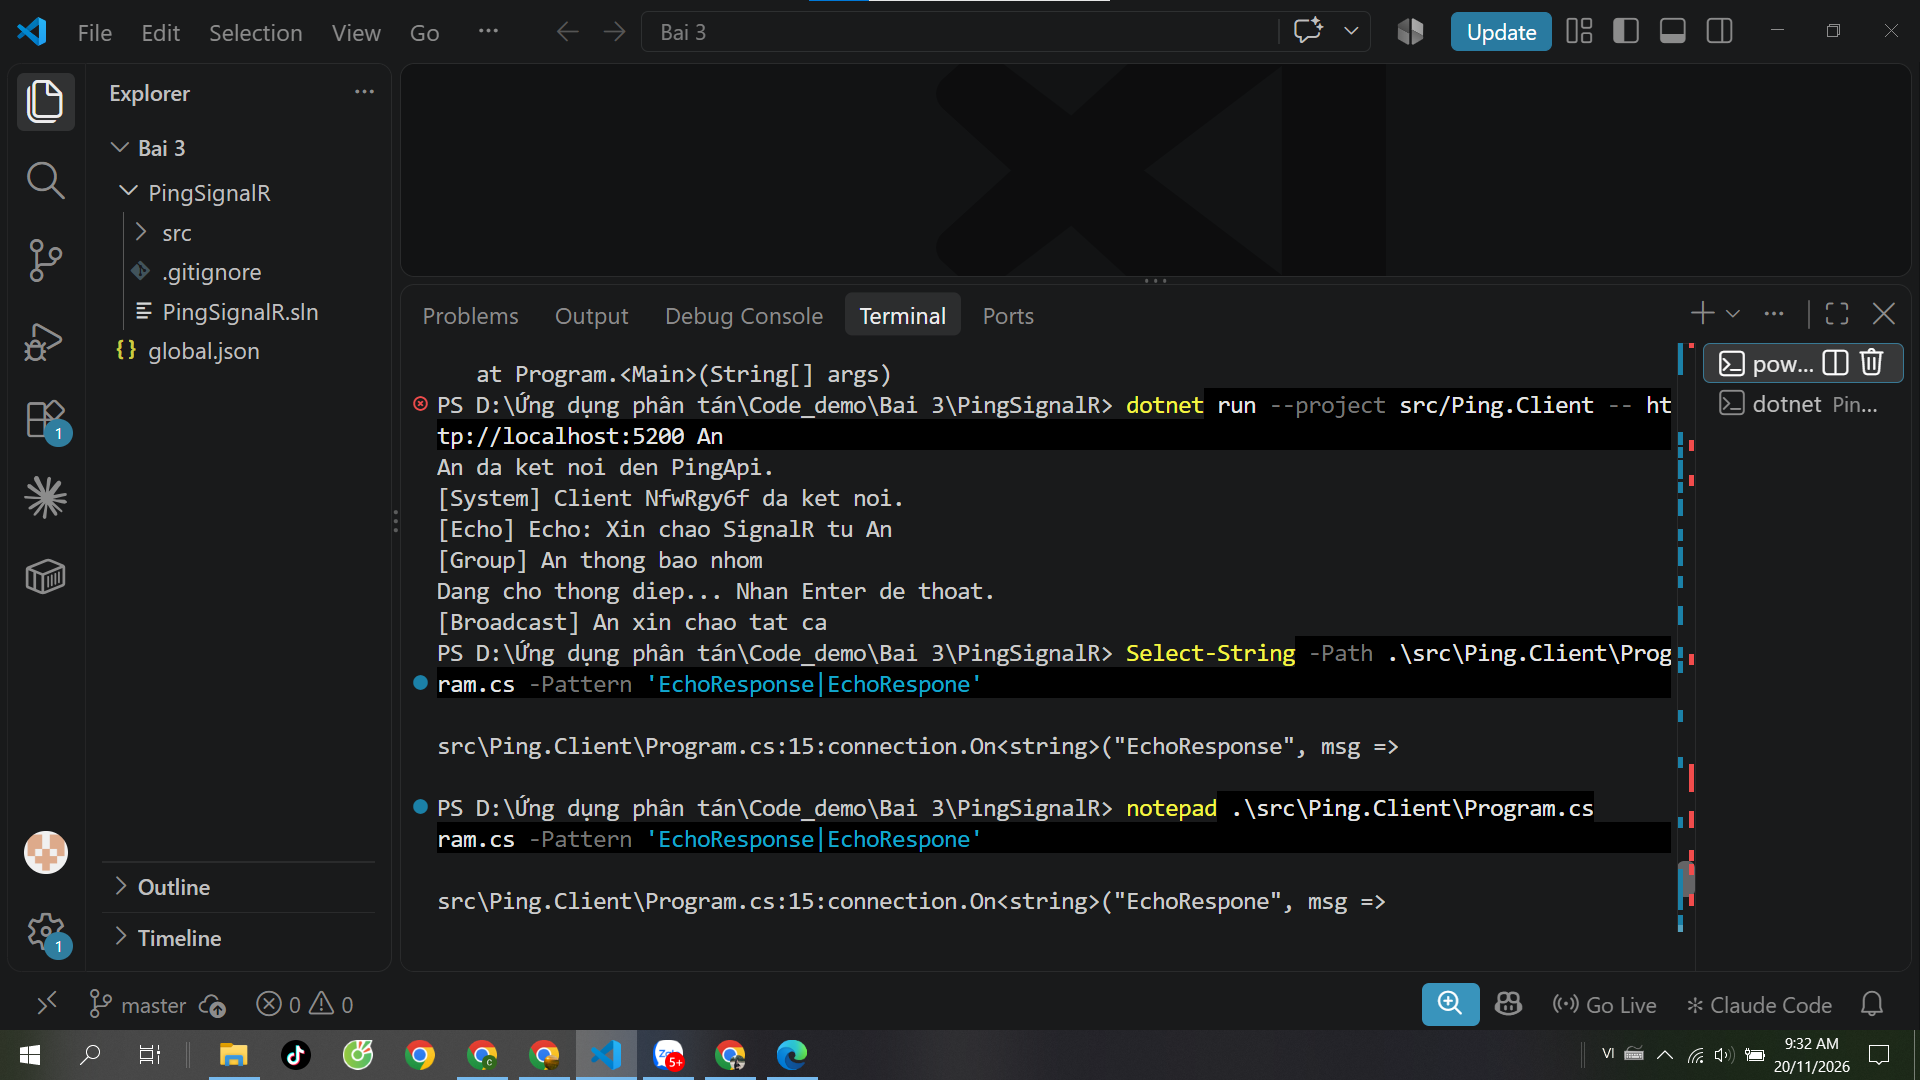 File Edit Selection View Go ··· Bai 3 Update
Explorer
Bai 3
PingSignalR
src
.gitignore
PingSignalR.sln
{} global.json
Outline
Timeline
1
1
Problems Output Debug Console Terminal Ports
at Program.<Main>(String[] args)
PS D:\Ứng dụng phân tán\Code_demo\Bai 3\PingSignalR> dotnet run --project src/Ping.Client -- ht
tp://localhost:5200 An
An da ket noi den PingApi.
[System] Client NfwRgy6f da ket noi.
[Echo] Echo: Xin chao SignalR tu An
[Group] An thong bao nhom
Dang cho thong diep... Nhan Enter de thoat.
[Broadcast] An xin chao tat ca
PS D:\Ứng dụng phân tán\Code_demo\Bai 3\PingSignalR> Select-String -Path .\src\Ping.Client\Prog
ram.cs -Pattern 'EchoResponse|EchoRespone'
src\Ping.Client\Program.cs:15:connection.On<string>("EchoResponse", msg =>
PS D:\Ứng dụng phân tán\Code_demo\Bai 3\PingSignalR> notepad .\src\Ping.Client\Program.cs
ram.cs -Pattern 'EchoResponse|EchoRespone'
src\Ping.Client\Program.cs:15:connection.On<string>("EchoRespone", msg =>
pow...
dotnet Pin...
master 0 0 Go Live Claude Code
5+ VI 9:32 AM
20/11/2026